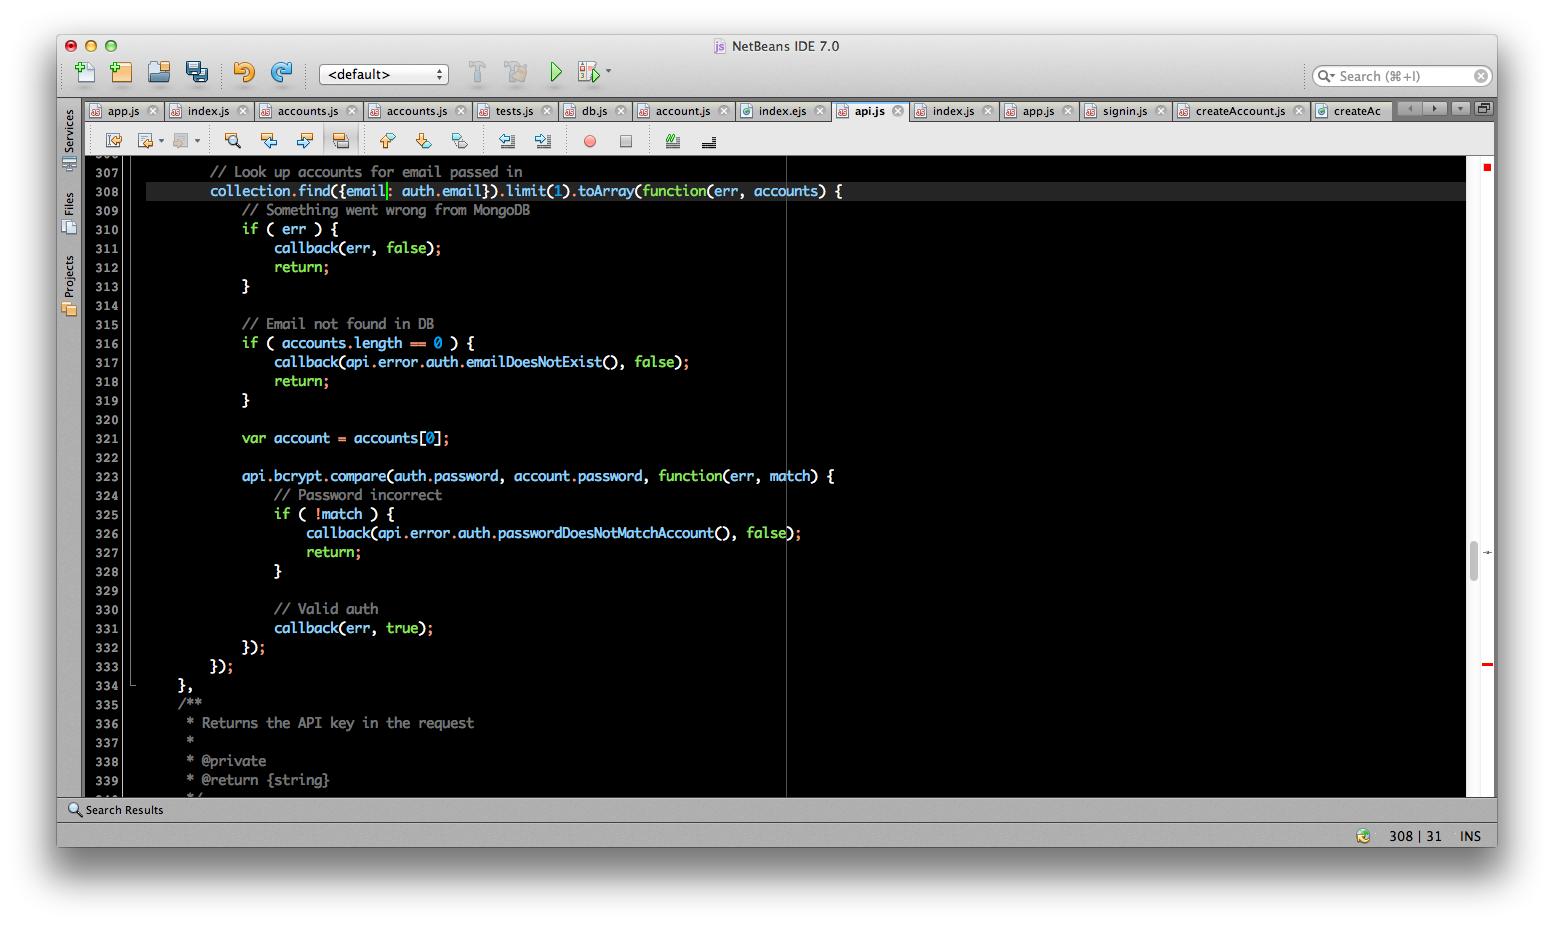 NetBeans IDE 7.0
<default>
Search (⌘+I)
app.js index.js accounts.js accounts.js tests.js db.js account.js index.ejs api.js index.js app.js signin.js createAccount.js createAc
Services
Files
Projects
307 // Look up accounts for email passed in
308 collection.find({email: auth.email}).limit(1).toArray(function(err, accounts) {
309 // Something went wrong from MongoDB
310 if ( err ) {
311 callback(err, false);
312 return;
313 }
314
315 // Email not found in DB
316 if ( accounts.length == 0 ) {
317 callback(api.error.auth.emailDoesNotExist(), false);
318 return;
319 }
320
321 var account = accounts[0];
322
323 api.bcrypt.compare(auth.password, account.password, function(err, match) {
324 // Password incorrect
325 if ( !match ) {
326 callback(api.error.auth.passwordDoesNotMatchAccount(), false);
327 return;
328 }
329
330 // Valid auth
331 callback(err, true);
332 });
333 });
334 },
335 /**
336 * Returns the API key in the request
337 *
338 * @private
339 * @return {string}
Search Results
308 | 31 INS